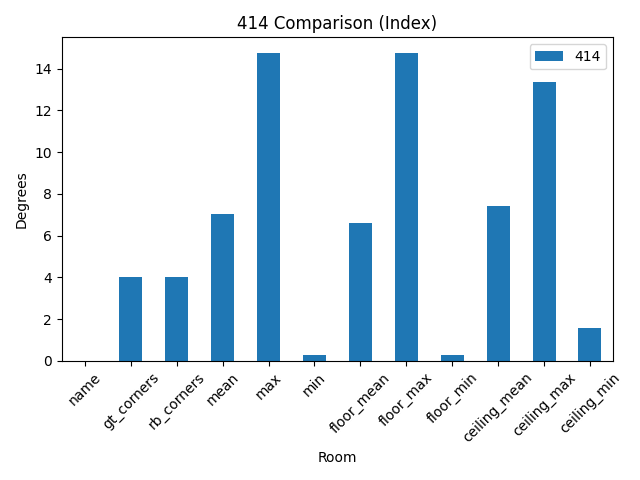 414 Comparison (Index)
414
Degrees
14
12
10
8
6
4
2
0
name
gt_corners
rb_corners
mean
max
min
floor_mean
floor_max
floor_min
ceiling_mean
ceiling_max
ceiling_min
Room